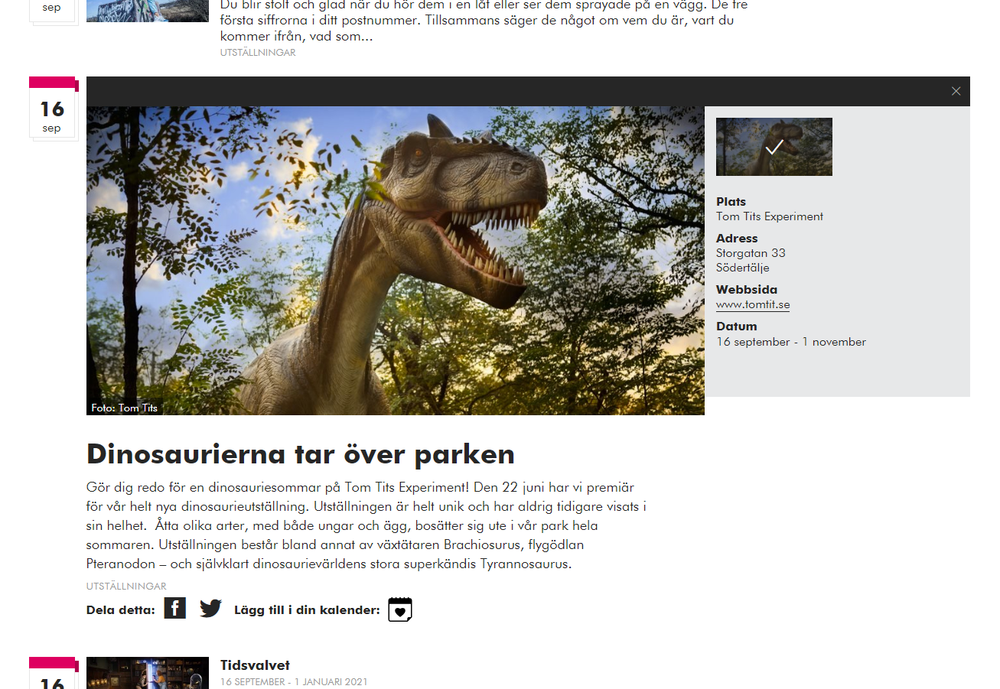 sep
Du blir stolt och glad när du hör dem i en låt eller ser dem sprayade på en vägg. De tre
första siffrorna i ditt postnummer. Tillsammans säger de något om vem du är, vart du
kommer ifrån, vad som...
UTSTÄLLNINGAR
16
sep
Plats
Tom Tits Experiment
Adress
Storgatan 33
Södertälje
Webbsida
www.tomtit.se
Datum
16 september - 1 november
Foto: Tom Tits
Dinosaurierna tar över parken
Gör dig redo för en dinosauriesommar på Tom Tits Experiment! Den 22 juni har vi premiär
för vår helt nya dinosaurieutställning. Utställningen är helt unik och har aldrig tidigare visats i
sin helhet. Åtta olika arter, med både ungar och ägg, bosätter sig ute i vår park hela
sommaren. Utställningen består bland annat av växtätaren Brachiosurus, flygödlan
Pteranodon – och självklart dinosaurievärldens stora superkändis Tyrannosaurus.
UTSTÄLLNINGAR
Dela detta: Lägg till i din kalender:
16
Tidsvalvet
16 SEPTEMBER - 1 JANUARI 2021